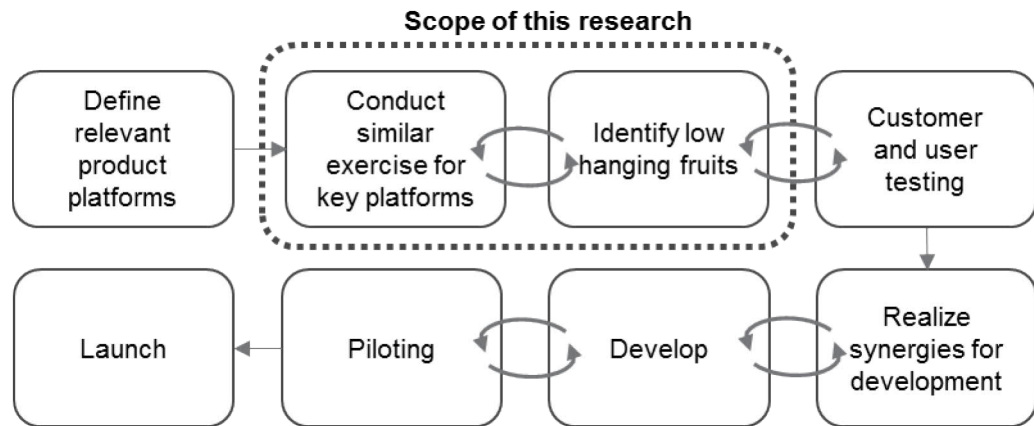 Scope of this research
Define
relevant
product
platforms
Conduct
similar
exercise for
key platforms
Identify low
hanging fruits
Customer
and user
testing
Launch
Piloting
Develop
Realize
synergies for
development